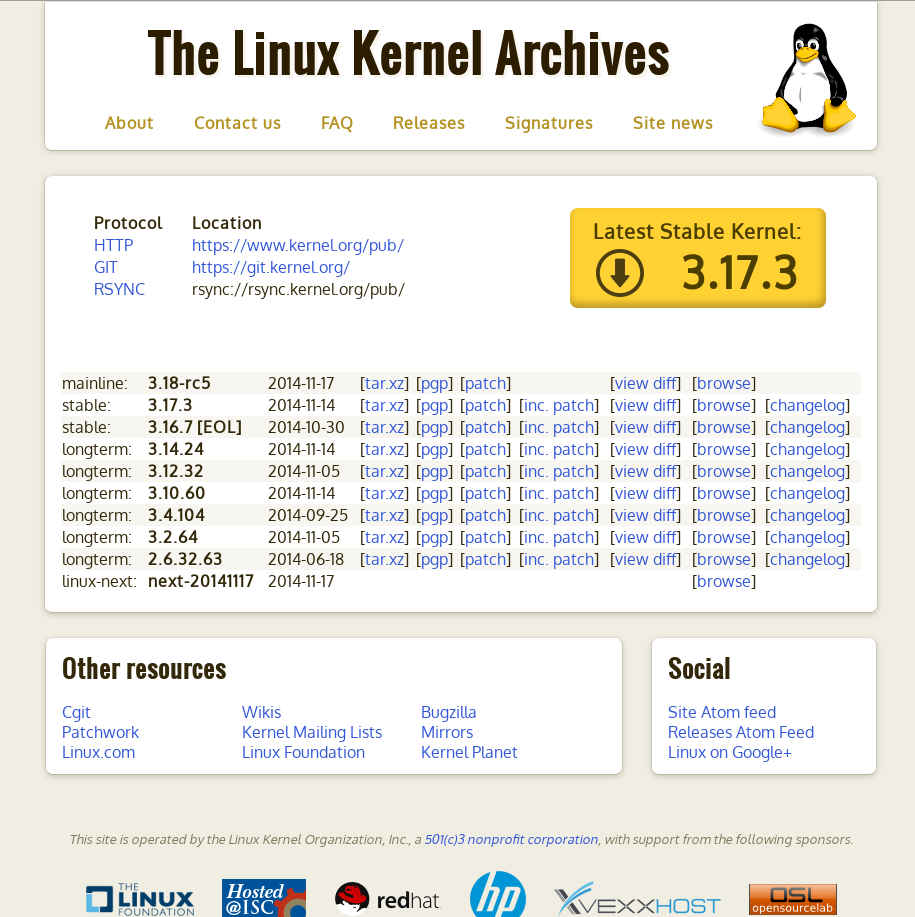 The Linux Kernel Archives
About Contact us FAQ Releases Signatures Site news
Protocol Location
HTTP https://www.kernel.org/pub/
GIT https://git.kernel.org/
RSYNC rsync://rsync.kernel.org/pub/
Latest Stable Kernel:
3.17.3
mainline: 3.18-rc5 2014-11-17 [tar.xz] [pgp] [patch] [view diff] [browse]
stable: 3.17.3 2014-11-14 [tar.xz] [pgp] [patch] [inc. patch] [view diff] [browse] [changelog]
stable: 3.16.7 [EOL] 2014-10-30 [tar.xz] [pgp] [patch] [inc. patch] [view diff] [browse] [changelog]
longterm: 3.14.24 2014-11-14 [tar.xz] [pgp] [patch] [inc. patch] [view diff] [browse] [changelog]
longterm: 3.12.32 2014-11-05 [tar.xz] [pgp] [patch] [inc. patch] [view diff] [browse] [changelog]
longterm: 3.10.60 2014-11-14 [tar.xz] [pgp] [patch] [inc. patch] [view diff] [browse] [changelog]
longterm: 3.4.104 2014-09-25 [tar.xz] [pgp] [patch] [inc. patch] [view diff] [browse] [changelog]
longterm: 3.2.64 2014-11-05 [tar.xz] [pgp] [patch] [inc. patch] [view diff] [browse] [changelog]
longterm: 2.6.32.63 2014-06-18 [tar.xz] [pgp] [patch] [inc. patch] [view diff] [browse] [changelog]
linux-next: next-20141117 2014-11-17 [browse]
Other resources
Cgit Wikis Bugzilla
Patchwork Kernel Mailing Lists Mirrors
Linux.com Linux Foundation Kernel Planet
Social
Site Atom feed
Releases Atom Feed
Linux on Google+
This site is operated by the Linux Kernel Organization, Inc., a 501(c)3 nonprofit corporation, with support from the following sponsors.
THE
LINUX
FOUNDATION
Hosted
@ISC
redhat.
hp
VEXXHOST
OSL
opensourcelab